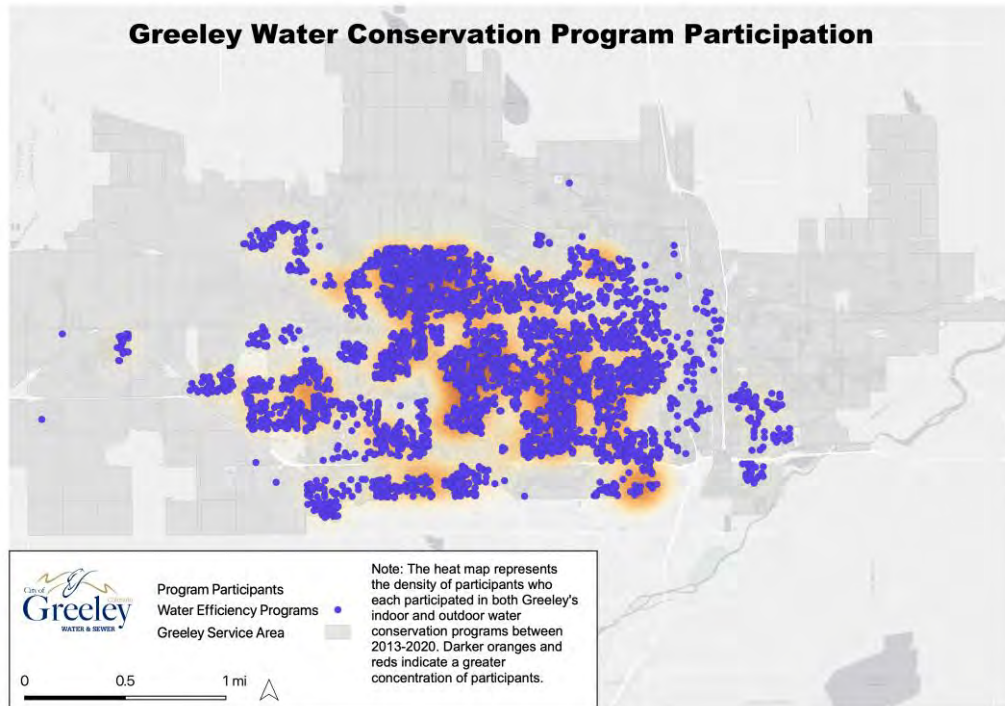 Greeley Water Conservation Program Participation
City of
Greeley
Colorado
WATER & SEWER
Program Participants
Water Efficiency Programs
Greeley Service Area
Note: The heat map represents
the density of participants who
each participated in both Greeley's
indoor and outdoor water
conservation programs between
2013-2020. Darker oranges and
reds indicate a greater
concentration of participants.
0 0.5 1 mi